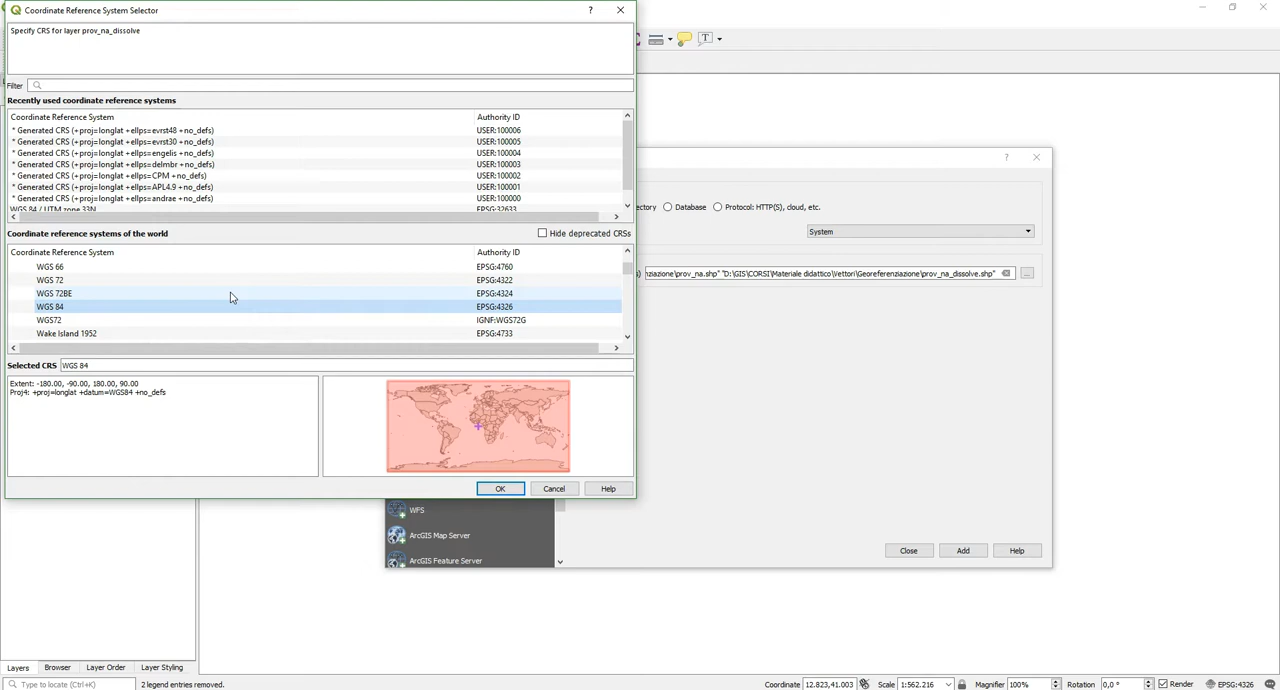 Coordinate Reference System Selector ? ×
Specify CRS for layer prov_na_dissolve
Filter
Recently used coordinate reference systems
Coordinate Reference System Authority ID
* Generated CRS (+proj=longlat +ellps=evrst48 +no_defs) USER:100006
* Generated CRS (+proj=longlat +ellps=evrst30 +no_defs) USER:100005
* Generated CRS (+proj=longlat +ellps=engelis +no_defs) USER:100004
* Generated CRS (+proj=longlat +ellps=delmbr +no_defs) USER:100003
* Generated CRS (+proj=longlat +ellps=CPM +no_defs) USER:100002
* Generated CRS (+proj=longlat +ellps=APL4.9 +no_defs) USER:100001
* Generated CRS (+proj=longlat +ellps=andrae +no_defs) USER:100000
WGS 84 / UTM zone 33N EPSG:32633
Coordinate reference systems of the world Hide deprecated CRSs
Coordinate Reference System Authority ID
WGS 66 EPSG:4760
WGS 72 EPSG:4322
WGS 72BE EPSG:4324
WGS 84 EPSG:4326
WGS72 IGNF:WGS72G
Wake Island 1952 EPSG:4733
Selected CRS WGS 84
Extent: -180.00, -90.00, 180.00, 90.00
Proj4: +proj=longlat +datum=WGS84 +no_defs
OK Cancel Help
Database Protocol: HTTP(S), cloud, etc.
System
nziazione\prov_na.shp" "D:\GIS\CORSI\Materiale didattico\Vettori\Georeferenziazione\prov_na_dissolve.shp" ...
WFS
ArcGIS Map Server
ArcGIS Feature Server
Close Add Help
Layers Browser Layer Order Layer Styling
Type to locate (Ctrl+K) 2 legend entries removed. Coordinate 12.823,41.003 Scale 1:562.216 Magnifier 100% Rotation 0,0 ° Render EPSG:4326